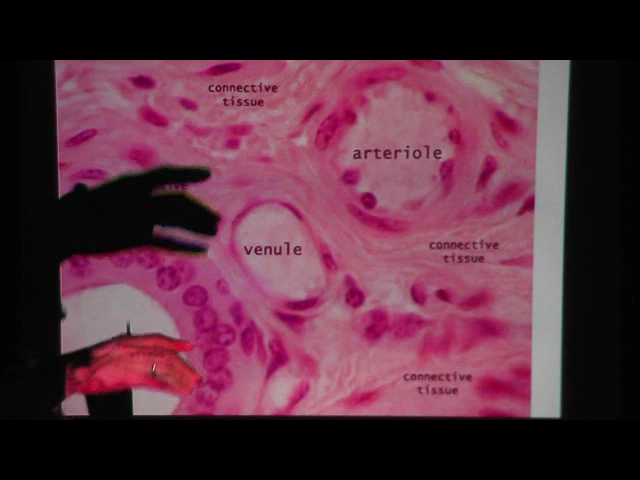 connective
tissue
arteriole
venule
connective
tissue
connective
tissue